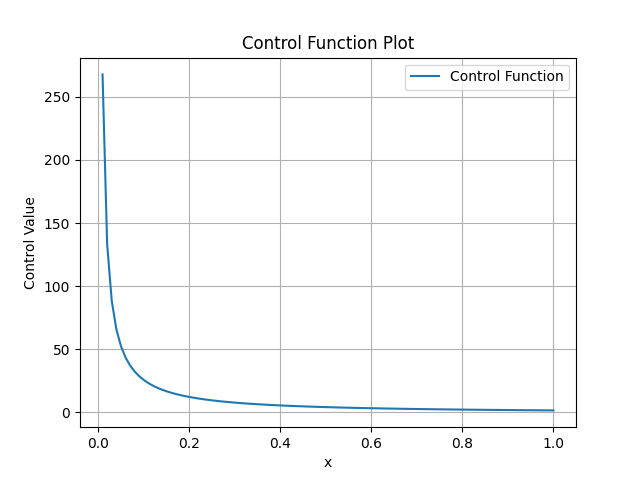 Control Function Plot
Control Function
250
200
150
100
50
0
Control Value
0.0 0.2 0.4 0.6 0.8 1.0
x